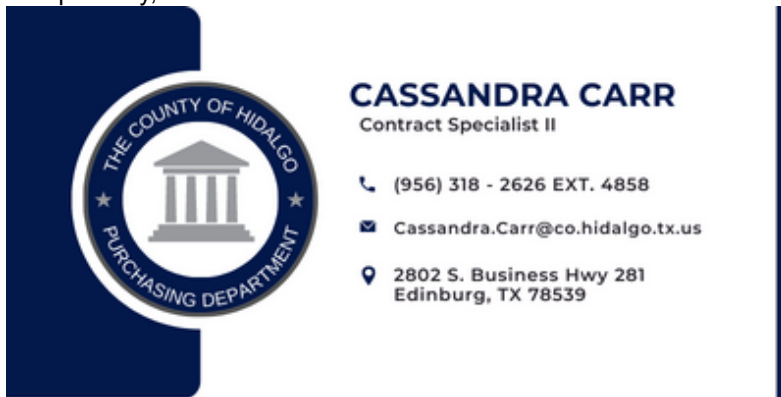 THE COUNTY OF HIDALGO
PURCHASING DEPARTMENT
CASSANDRA CARR
Contract Specialist II
(956) 318 - 2626 EXT. 4858
Cassandra.Carr@co.hidalgo.tx.us
2802 S. Business Hwy 281
Edinburg, TX 78539